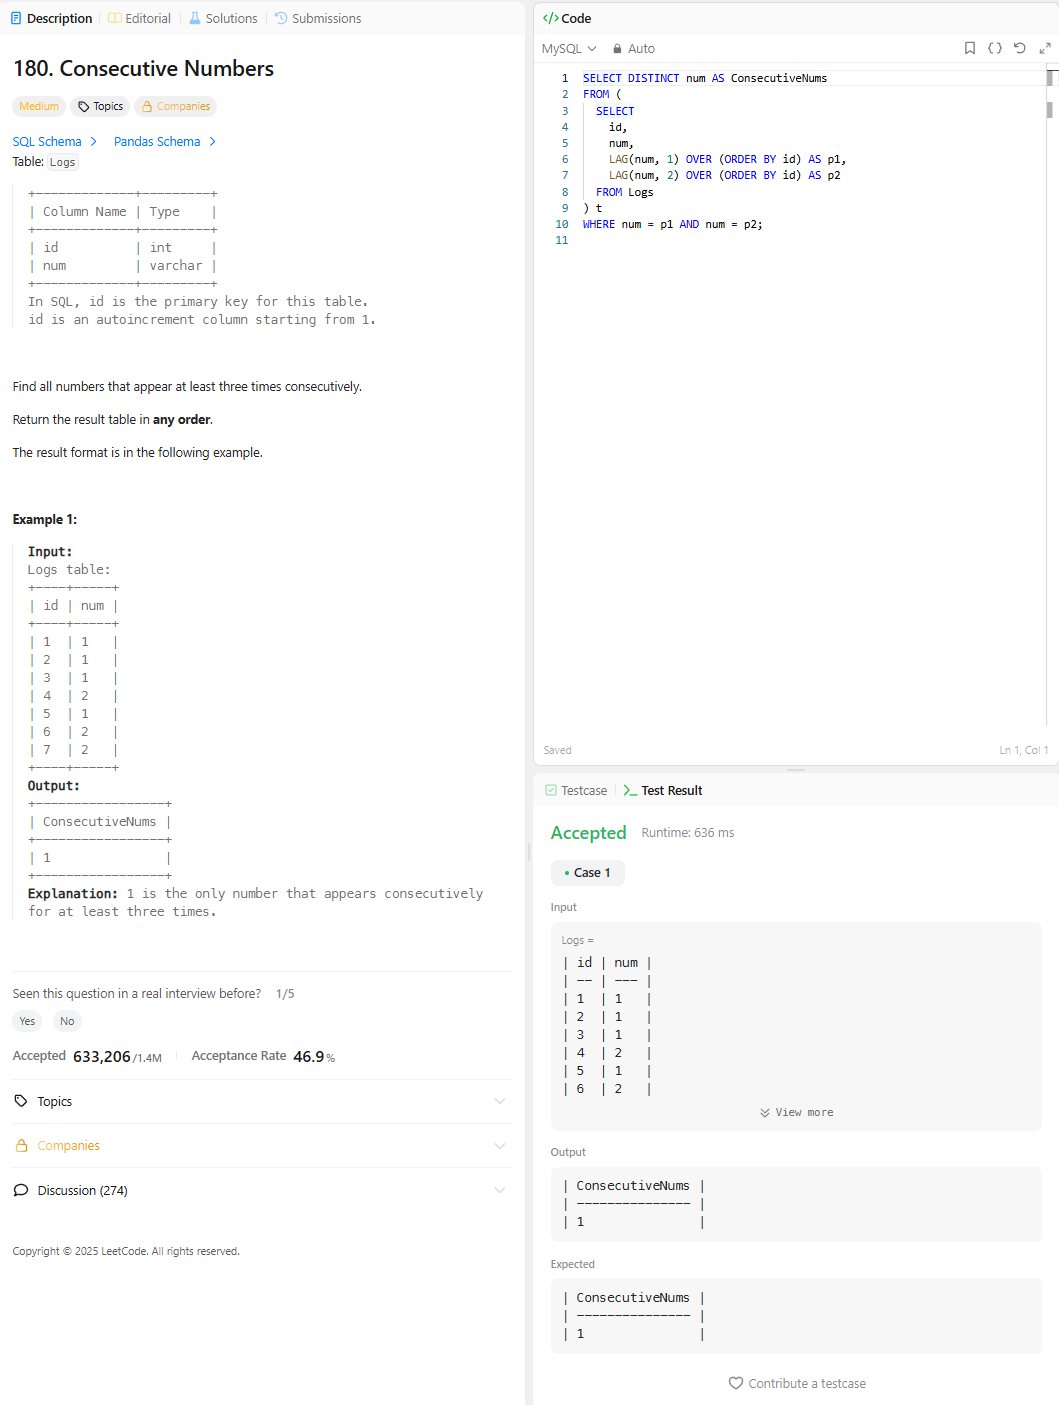 Description
Editorial
Solutions
Submissions
180. Consecutive Numbers
Medium
Topics
Companies
SQL Schema >
Pandas Schema >
Table: Logs
+-------------+---------+
| Column Name | Type    |
+-------------+---------+
| id          | int     |
| num         | varchar |
+-------------+---------+
In SQL, id is the primary key for this table.
id is an autoincrement column starting from 1.
Find all numbers that appear at least three times consecutively.
Return the result table in any order.
The result format is in the following example.
Example 1:
Input:
Logs table:
+----+-----+
| id | num |
+----+-----+
| 1  | 1   |
| 2  | 1   |
| 3  | 1   |
| 4  | 2   |
| 5  | 1   |
| 6  | 2   |
| 7  | 2   |
+----+-----+
Output:
+-----------------+
| ConsecutiveNums |
+-----------------+
| 1               |
+-----------------+
Explanation: 1 is the only number that appears consecutively
for at least three times.
Seen this question in a real interview before? 1/5
Yes
No
Accepted 633,206/1.4M
Acceptance Rate 46.9%
Topics
Companies
Discussion (274)
Copyright © 2025 LeetCode. All rights reserved.
</> Code
MySQL
Auto
1 SELECT DISTINCT num AS ConsecutiveNums
2 FROM (
3   SELECT
4     id,
5     num,
6     LAG(num, 1) OVER (ORDER BY id) AS p1,
7     LAG(num, 2) OVER (ORDER BY id) AS p2
8   FROM Logs
9 ) t
10 WHERE num = p1 AND num = p2;
11
Saved
Ln 1, Col 1
Testcase
>_ Test Result
Accepted
Runtime: 636 ms
• Case 1
Input
Logs =
| id | num |
| -- | --- |
| 1  | 1   |
| 2  | 1   |
| 3  | 1   |
| 4  | 2   |
| 5  | 1   |
| 6  | 2   |
View more
Output
| ConsecutiveNums |
| --------------- |
| 1               |
Expected
| ConsecutiveNums |
| --------------- |
| 1               |
Contribute a testcase